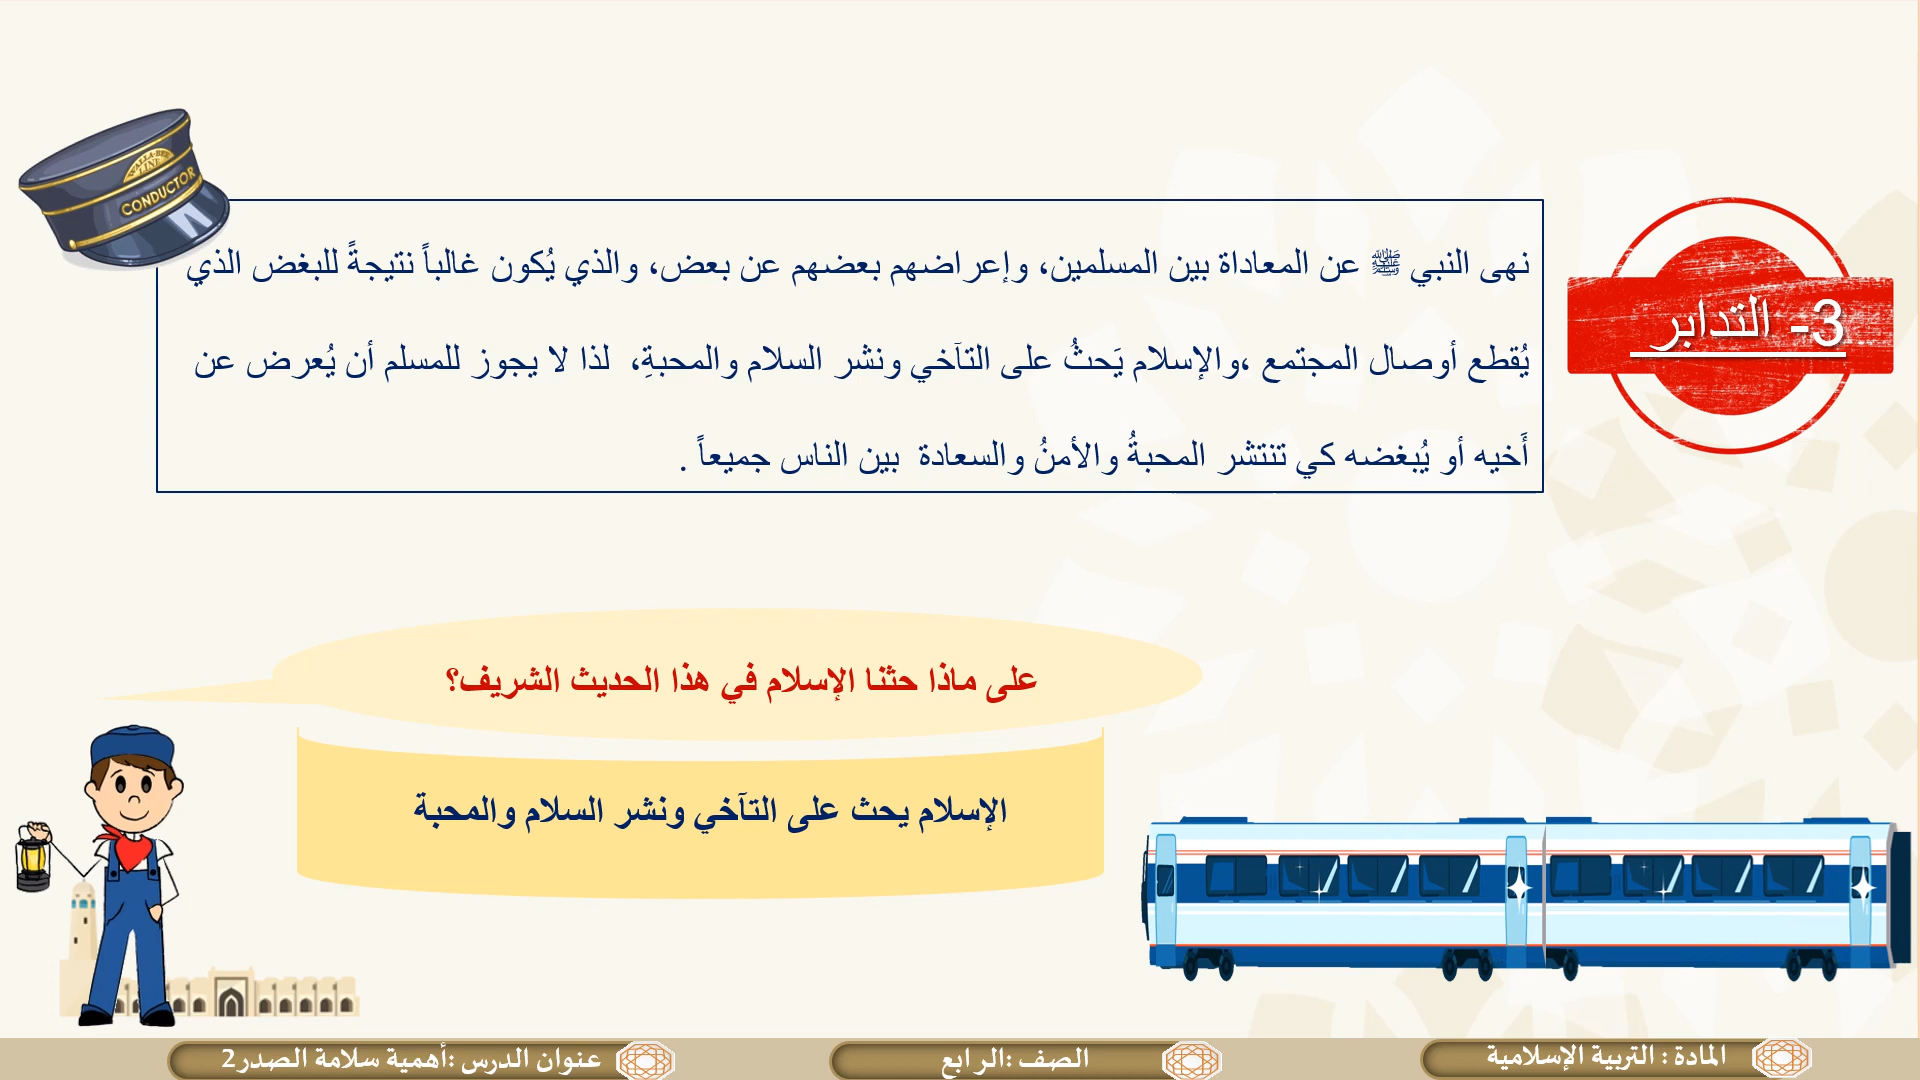 3- التدابر
نهى النبي ﷺ عن المعاداة بين المسلمين، وإعراضهم بعضهم عن بعض، والذي يُكون غالباً نتيجةً للبغض الذي
يُقطع أوصال المجتمع ،والإسلام يَحثُ على التآخي ونشر السلام والمحبةِ، لذا لا يجوز للمسلم أن يُعرض عن
أَخيه أو يُبغضه كي تنتشر المحبةُ والأمنُ والسعادة بين الناس جميعاً .
CONDUCTOR
على ماذا حثنا الإسلام في هذا الحديث الشريف؟
الإسلام يحث على التآخي ونشر السلام والمحبة
المادة : التربية الإسلامية
الصف :الرابع
عنوان الدرس :أهمية سلامة الصدر2